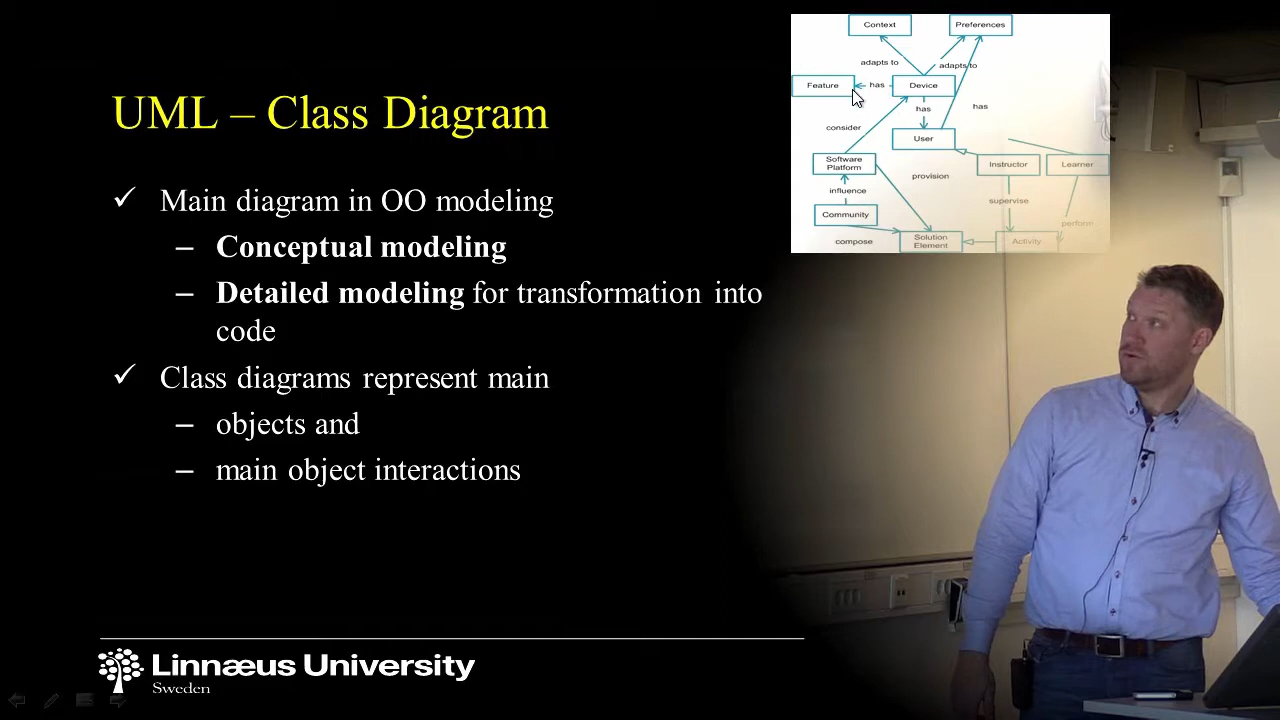 UML – Class Diagram
✓ Main diagram in OO modeling
– Conceptual modeling
– Detailed modeling for transformation into
code
✓ Class diagrams represent main
– objects and
– main object interactions
Context
Preferences
adapts to
adapts to
Feature
has
Device
has
has
consider
User
Software
Platform
Instructor
Learner
provision
influence
supervise
Community
perform
compose
Solution
Element
Activity
Linnæus University
Sweden